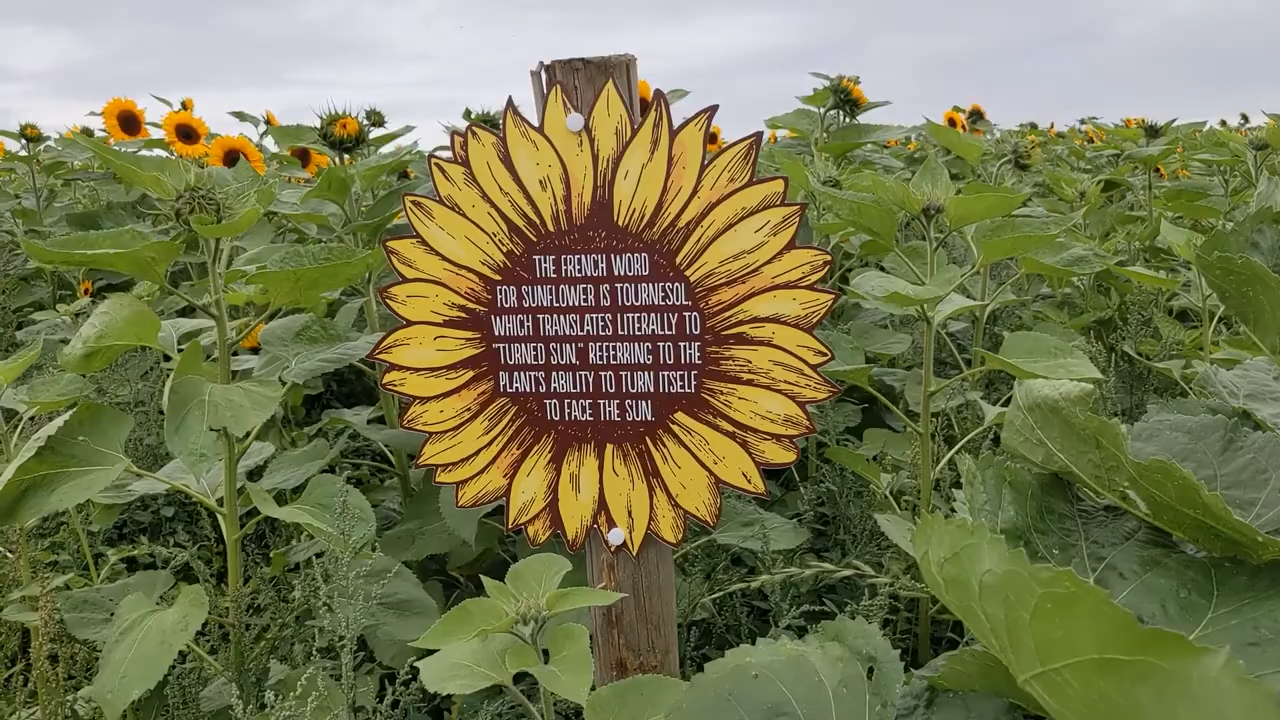 THE FRENCH WORD
FOR SUNFLOWER IS TOURNESOL,
WHICH TRANSLATES LITERALLY TO
"TURNED SUN," REFERRING TO THE
PLANT'S ABILITY TO TURN ITSELF
TO FACE THE SUN.